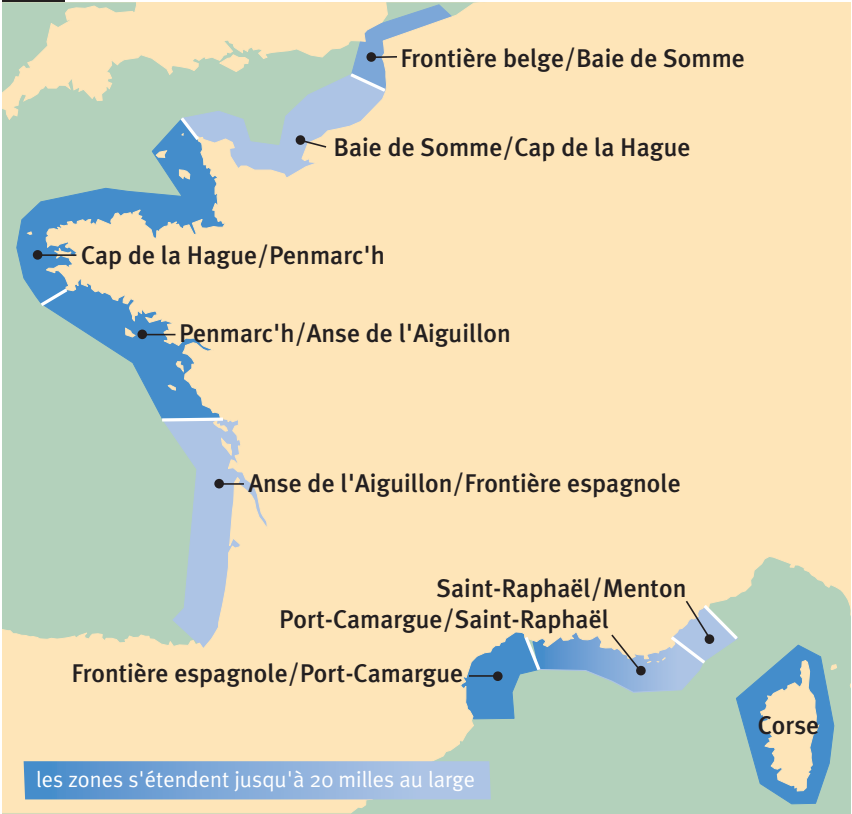 Frontière belge/Baie de Somme
Baie de Somme/Cap de la Hague
Cap de la Hague/Penmarc'h
Penmarc'h/Anse de l'Aiguillon
Anse de l'Aiguillon/Frontière espagnole
Saint-Raphaël/Menton
Port-Camargue/Saint-Raphaël
Frontière espagnole/Port-Camargue
Corse
les zones s'étendent jusqu'à 20 milles au large